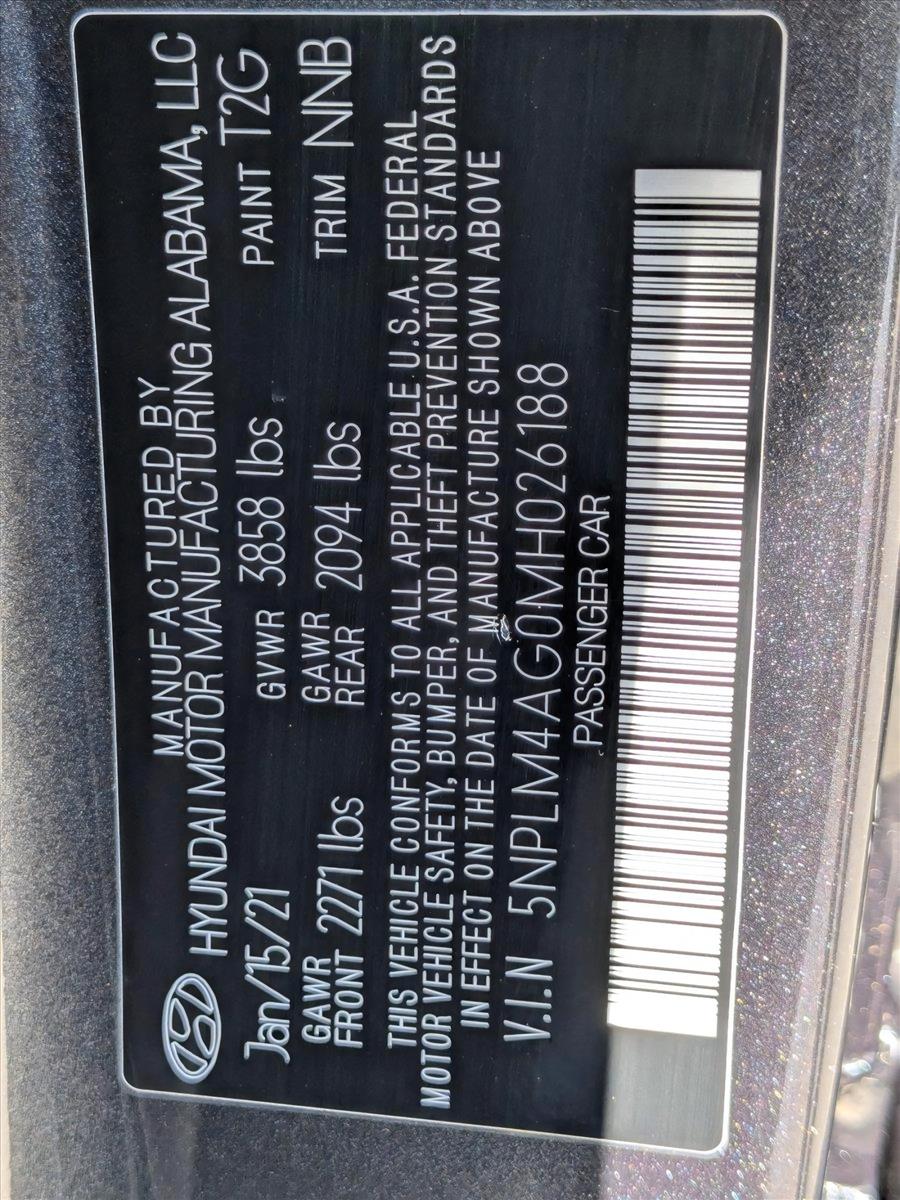 MANUFACTURED BY
HYUNDAI MOTOR MANUFACTURING ALABAMA, LLC
Jan/15/21 GVWR 3858 lbs PAINT T2G
GAWR FRONT 2271 lbs GAWR REAR 2094 lbs TRIM NNB
THIS VEHICLE CONFORMS TO ALL APPLICABLE U.S.A. FEDERAL
MOTOR VEHICLE SAFETY, BUMPER, AND THEFT PREVENTION STANDARDS
IN EFFECT ON THE DATE OF MANUFACTURE SHOWN ABOVE
V.I.N 5NPLM4AG0MH026188
PASSENGER CAR